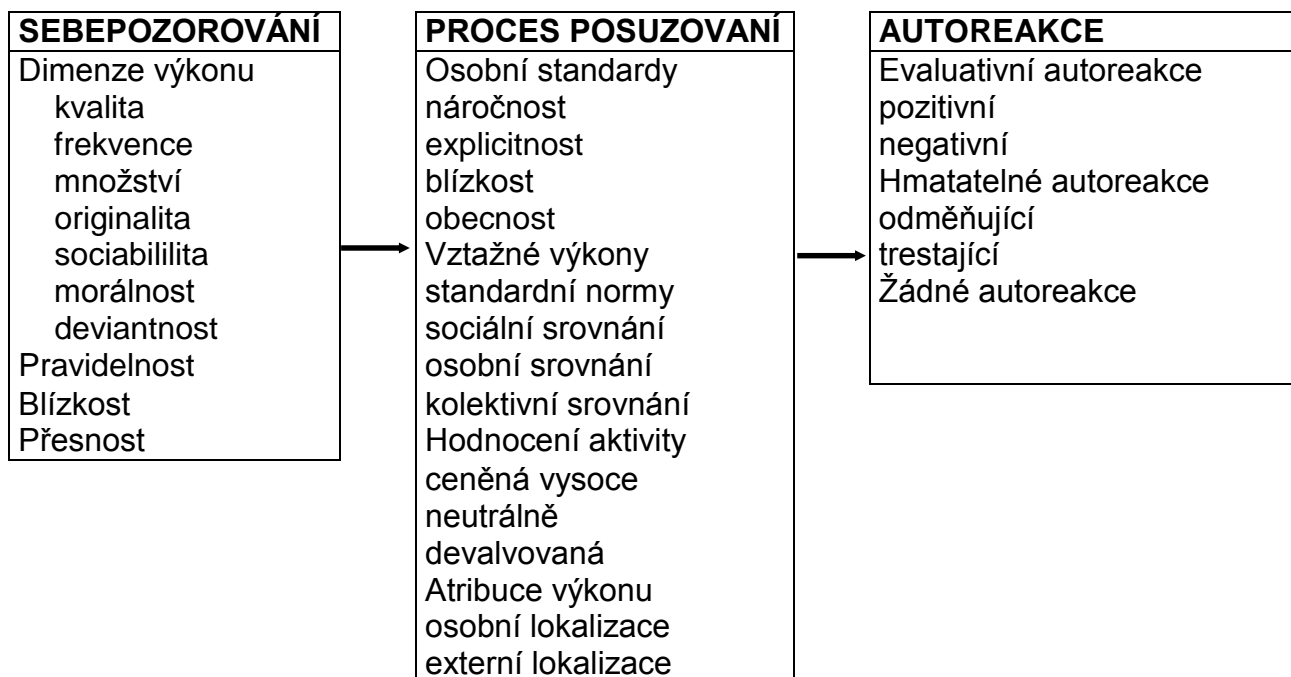 SEBEPOZOROVÁNÍ
Dimenze výkonu
kvalita
frekvence
množství
originalita
sociabililita
morálnost
deviantnost
Pravidelnost
Blízkost
Přesnost
PROCES POSUZOVANÍ
Osobní standardy
náročnost
explicitnost
blízkost
obecnost
Vztažné výkony
standardní normy
sociální srovnání
osobní srovnání
kolektivní srovnání
Hodnocení aktivity
ceněná vysoce
neutrálně
devalvovaná
Atribuce výkonu
osobní lokalizace
externí lokalizace
AUTOREAKCE
Evaluativní autoreakce
pozitivní
negativní
Hmatatelné autoreakce
odměňující
trestající
Žádné autoreakce